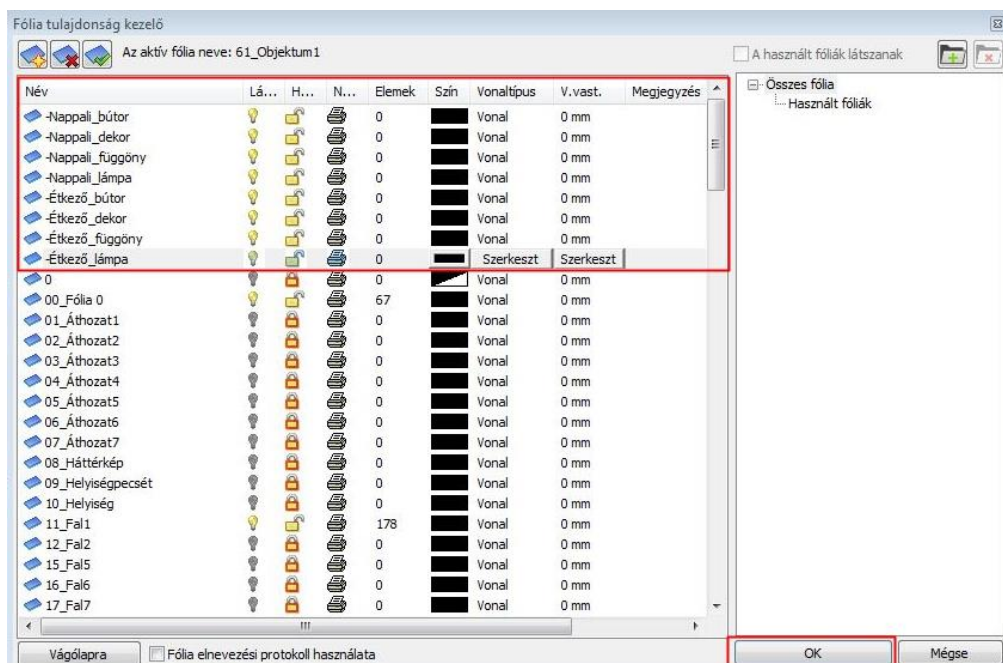 Fólia tulajdonság kezelő
Az aktív fólia neve: 61_Objektum1
A használt fóliák látszanak
Név Lá... H... N... Elemek Szín Vonaltípus V.vast. Megjegyzés
-Nappali_bútor 0 Vonal 0 mm
-Nappali_dekor 0 Vonal 0 mm
-Nappali_függöny 0 Vonal 0 mm
-Nappali_lámpa 0 Vonal 0 mm
-Étkező_bútor 0 Vonal 0 mm
-Étkező_dekor 0 Vonal 0 mm
-Étkező_függöny 0 Vonal 0 mm
-Étkező_lámpa 0 Szerkeszt Szerkeszt
0 0 Vonal 0 mm
00_Fólia 0 67 Vonal 0 mm
01_Áthozat1 0 Vonal 0 mm
02_Áthozat2 0 Vonal 0 mm
03_Áthozat3 0 Vonal 0 mm
04_Áthozat4 0 Vonal 0 mm
05_Áthozat5 0 Vonal 0 mm
06_Áthozat6 0 Vonal 0 mm
07_Áthozat7 0 Vonal 0 mm
08_Háttérkép 0 Vonal 0 mm
09_Helyiségpecsét 0 Vonal 0 mm
10_Helyiség 0 Vonal 0 mm
11_Fal1 178 Vonal 0 mm
12_Fal2 0 Vonal 0 mm
15_Fal5 0 Vonal 0 mm
16_Fal6 0 Vonal 0 mm
17_Fal7 0 Vonal 0 mm
Összes fólia
Használt fóliák
Vágólapra
Fólia elnevezési protokoll használata
OK
Mégse